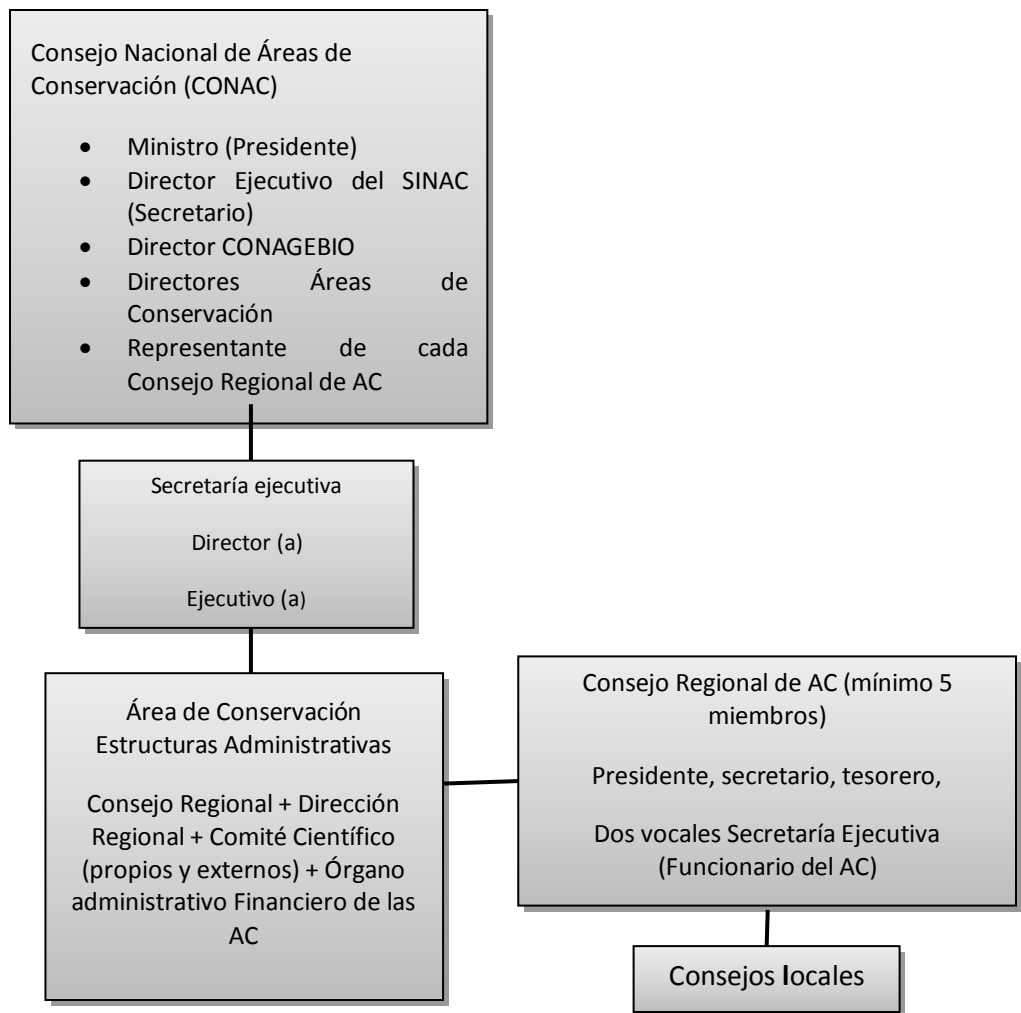 Consejo Nacional de Áreas de
Conservación (CONAC)
• Ministro (Presidente)
• Director Ejecutivo del SINAC
(Secretario)
• Director CONAGEBIO
• Directores Áreas de
Conservación
• Representante de cada
Consejo Regional de AC
Secretaría ejecutiva
Director (a)
Ejecutivo (a)
Área de Conservación
Estructuras Administrativas
Consejo Regional + Dirección
Regional + Comité Científico
(propios y externos) + Órgano
administrativo Financiero de las
AC
Consejo Regional de AC (mínimo 5
miembros)
Presidente, secretario, tesorero,
Dos vocales Secretaría Ejecutiva
(Funcionario del AC)
Consejos locales